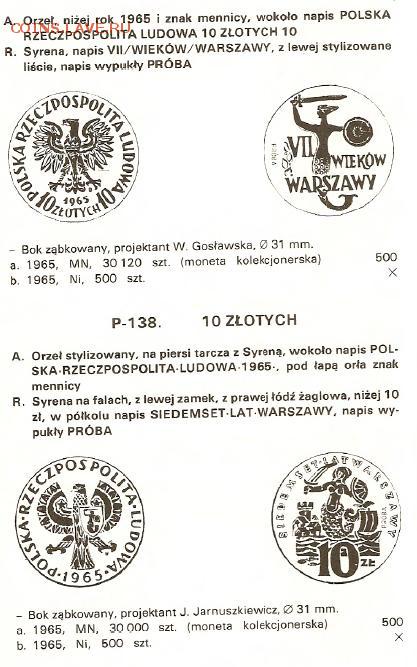 A. Orzeł, niżej rok 1965 i znak mennicy, wokoło napis POLSKA
RZECZPOSPOLITA LUDOWA 10 ZŁOTYCH 10
COINS.LAVE.RU
R. Syrena, napis VII/WIEKÓW/WARSZAWY, z lewej stylizowane
liście, napis wypukły PRÓBA
POLSKA RZECZPOSPOLITA LUDOWA
1965
10 ZŁOTYCH 10
VII
WIEKÓW
WARSZAWY
PRÓBA
– Bok ząbkowany, projektant W. Gosławska, Ø 31 mm.
a. 1965, MN, 30 120 szt. (moneta kolekcjonerska) 500
b. 1965, Ni, 500 szt. ×
P-138. 10 ZŁOTYCH
A. Orzeł stylizowany, na piersi tarcza z Syreną, wokoło napis POL-
SKA·RZECZPOSPOLITA·LUDOWA·1965·, pod łapą orła znak
mennicy
R. Syrena na falach, z lewej zamek, z prawej łódź żaglowa, niżej 10
zł, w półkolu napis SIEDEMSET·LAT·WARSZAWY, napis wy-
pukły PRÓBA
POLSKA·RZECZPOSPOLITA·LUDOWA·1965·
SIEDEMSET·LAT·WARSZAWY
PRÓBA
10 ZŁ
– Bok ząbkowany, projektant J. Jarnuszkiewicz, Ø 31 mm.
a. 1965, MN, 30 000 szt. (moneta kolekcjonerska) 500
b. 1965, Ni, 500 szt. ×